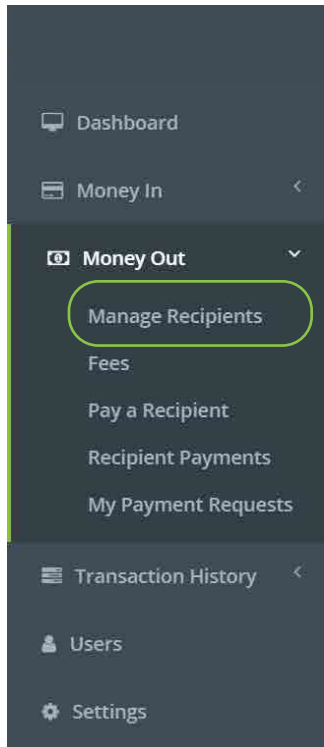 Dashboard
Money In
Money Out
Manage Recipients
Fees
Pay a Recipient
Recipient Payments
My Payment Requests
Transaction History
Users
Settings